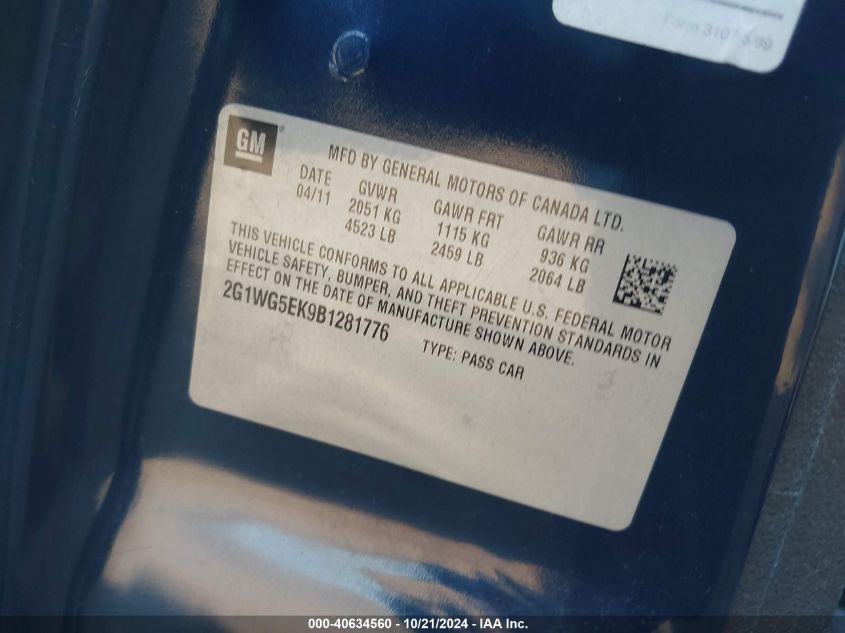 Form 310
GM
MFD BY GENERAL MOTORS OF CANADA LTD.
DATE GVWR GAWR FRT GAWR RR
04/11 2051 KG 1115 KG 936 KG
4523 LB 2459 LB 2064 LB
THIS VEHICLE CONFORMS TO ALL APPLICABLE U.S. FEDERAL MOTOR
VEHICLE SAFETY, BUMPER, AND THEFT PREVENTION STANDARDS IN
EFFECT ON THE DATE OF MANUFACTURE SHOWN ABOVE.
2G1WG5EK9B1281776 TYPE: PASS CAR
000-40634560 - 10/21/2024 - IAA Inc.